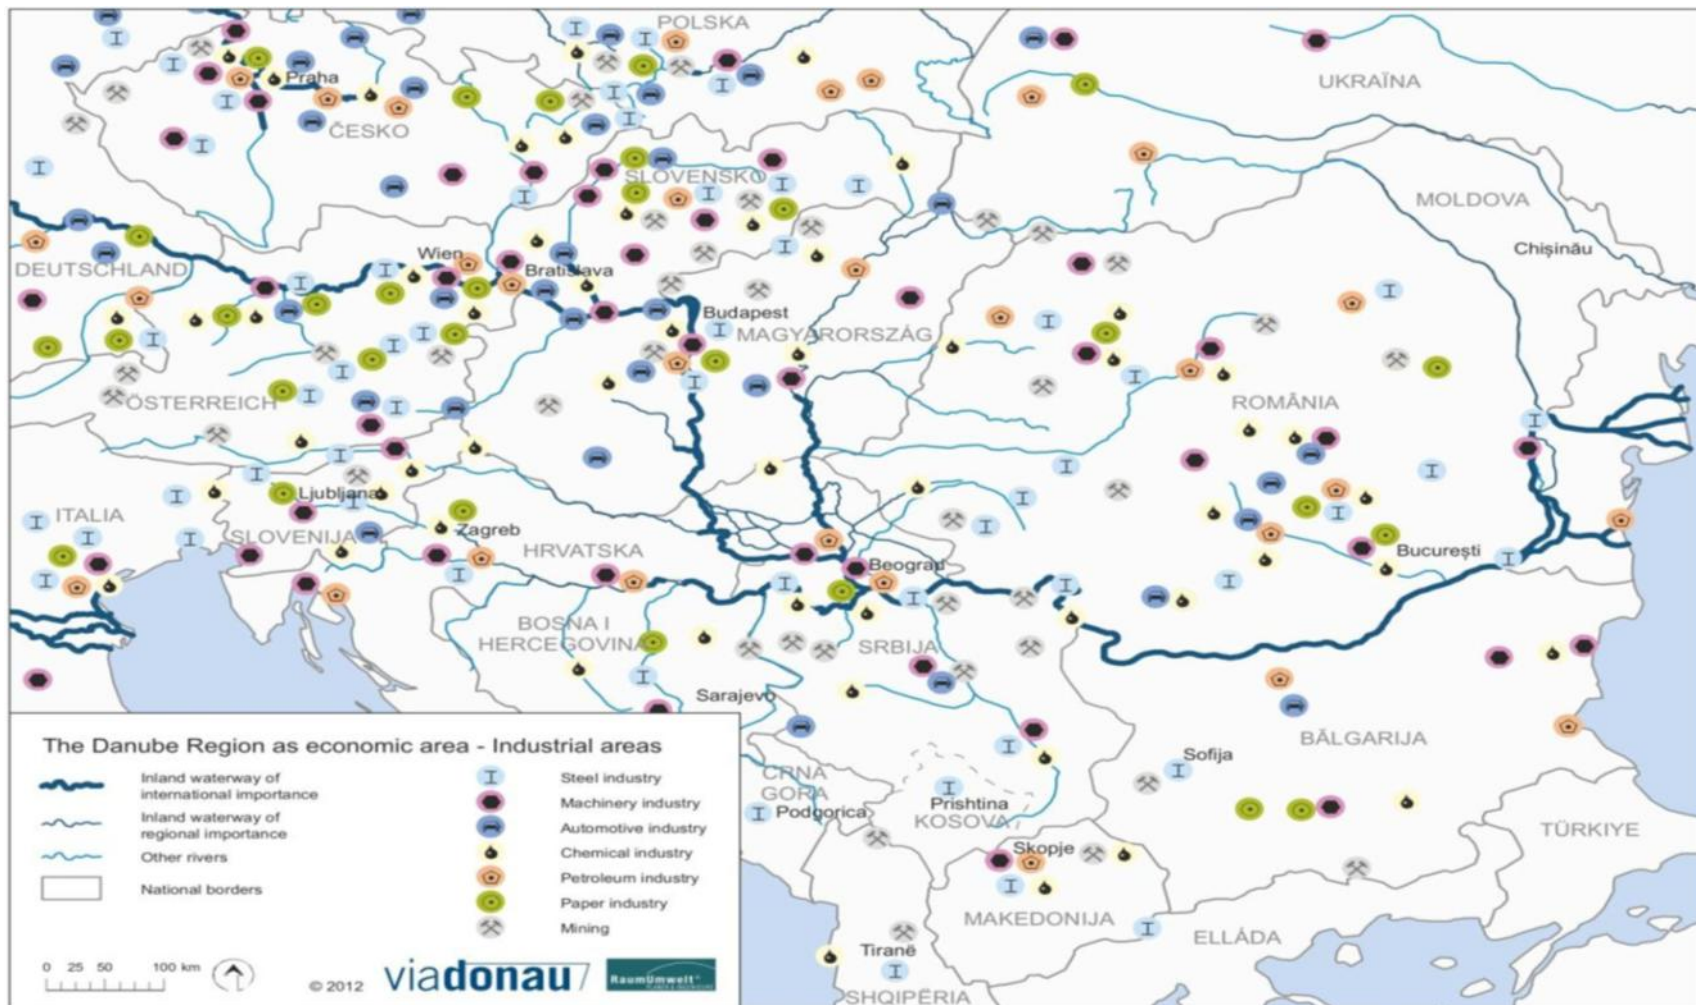 POLSKA
UKRAÏNA
Praha
ČESKO
SLOVENSKO
MOLDOVA
Chișinău
Wien
Bratislava
DEUTSCHLAND
Budapest
MAGYARORSZÁG
ÖSTERREICH
ROMÂNIA
Ljubljana
ITALIA
SLOVENIJA
Zagreb
HRVATSKA
București
Beograd
BOSNA I
HERCEGOVINA
SRBIJA
Sarajevo
BĂLGARIJA
Sofija
CRNA
GORA
Podgorica
Prishtina
KOSOVA
TÜRKIYE
Skopje
MAKEDONIJA
ELLÁDA
Tiranë
SHQIPËRIA
The Danube Region as economic area - Industrial areas
Inland waterway of
international importance
Inland waterway of
regional importance
Other rivers
National borders
Steel industry
Machinery industry
Automotive industry
Chemical industry
Petroleum industry
Paper industry
Mining
0 25 50 100 km
© 2012
viadonau
RaumUmwelt®